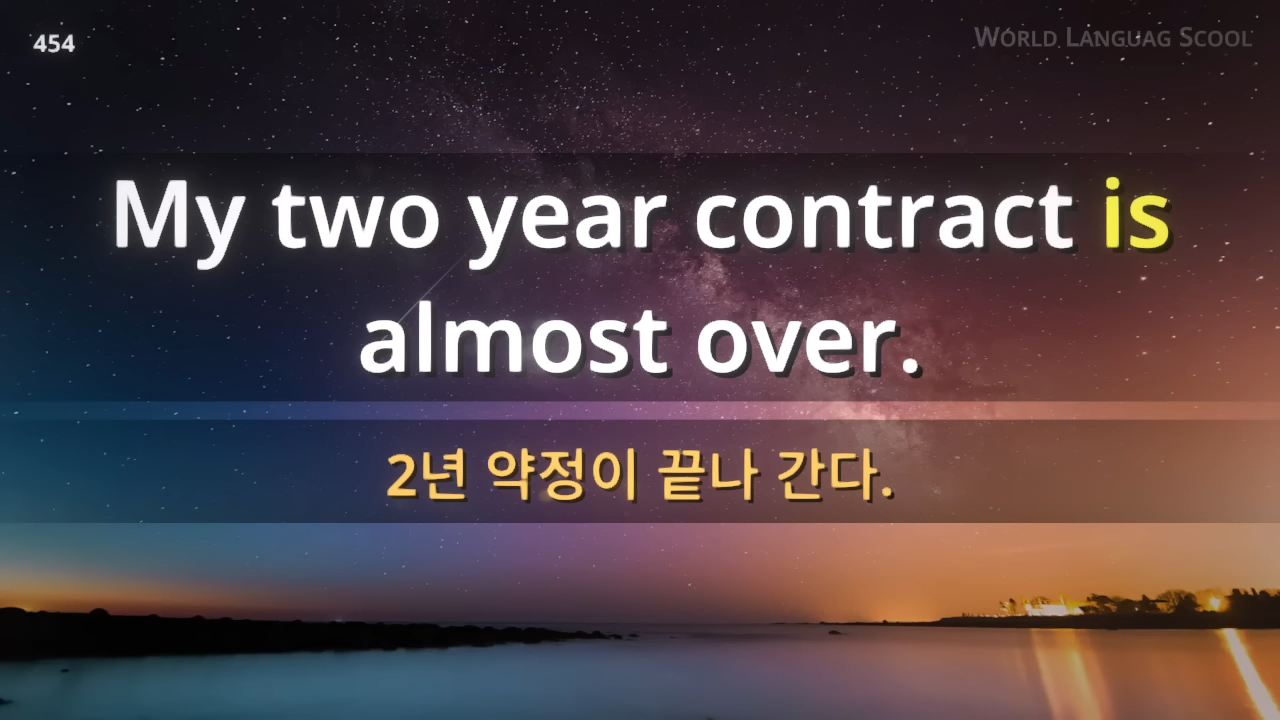 454
WORLD LANGUAG SCOOL
My two year contract is
almost over.
2년 약정이 끝나 간다.